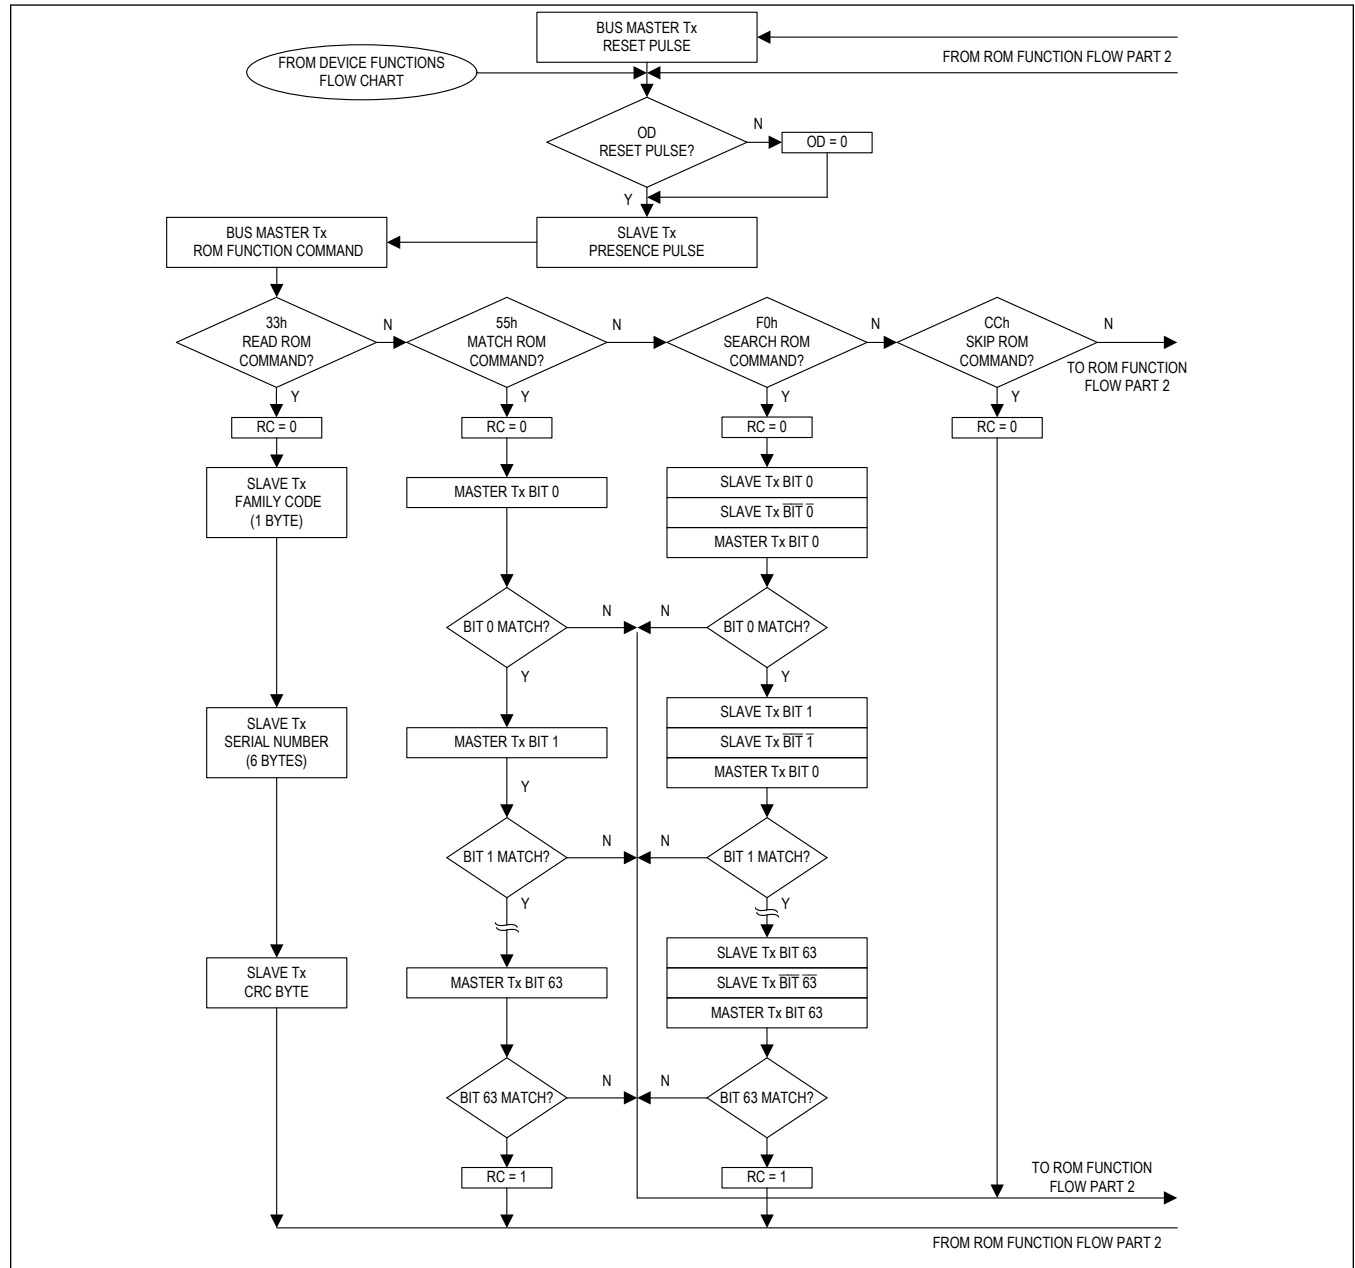 BUS MASTER Tx
RESET PULSE
FROM ROM FUNCTION FLOW PART 2
FROM DEVICE FUNCTIONS
FLOW CHART
OD
RESET PULSE?
N
OD = 0
Y
BUS MASTER Tx
ROM FUNCTION COMMAND
SLAVE Tx
PRESENCE PULSE
33h
READ ROM
COMMAND?
N
55h
MATCH ROM
COMMAND?
N
F0h
SEARCH ROM
COMMAND?
N
CCh
SKIP ROM
COMMAND?
N
TO ROM FUNCTION
FLOW PART 2
Y
Y
Y
Y
RC = 0
RC = 0
RC = 0
RC = 0
SLAVE Tx
FAMILY CODE
(1 BYTE)
MASTER Tx BIT 0
SLAVE Tx BIT 0
SLAVE Tx B̅I̅T̅ 0̅
MASTER Tx BIT 0
BIT 0 MATCH?
N
N
BIT 0 MATCH?
Y
Y
SLAVE Tx
SERIAL NUMBER
(6 BYTES)
MASTER Tx BIT 1
SLAVE Tx BIT 1
SLAVE Tx B̅I̅T̅ 1̅
MASTER Tx BIT 0
Y
BIT 1 MATCH?
N
N
BIT 1 MATCH?
Y
Y
SLAVE Tx
CRC BYTE
MASTER Tx BIT 63
SLAVE Tx BIT 63
SLAVE Tx B̅I̅T̅ 6̅3̅
MASTER Tx BIT 63
BIT 63 MATCH?
N
N
BIT 63 MATCH?
Y
Y
RC = 1
RC = 1
TO ROM FUNCTION
FLOW PART 2
FROM ROM FUNCTION FLOW PART 2